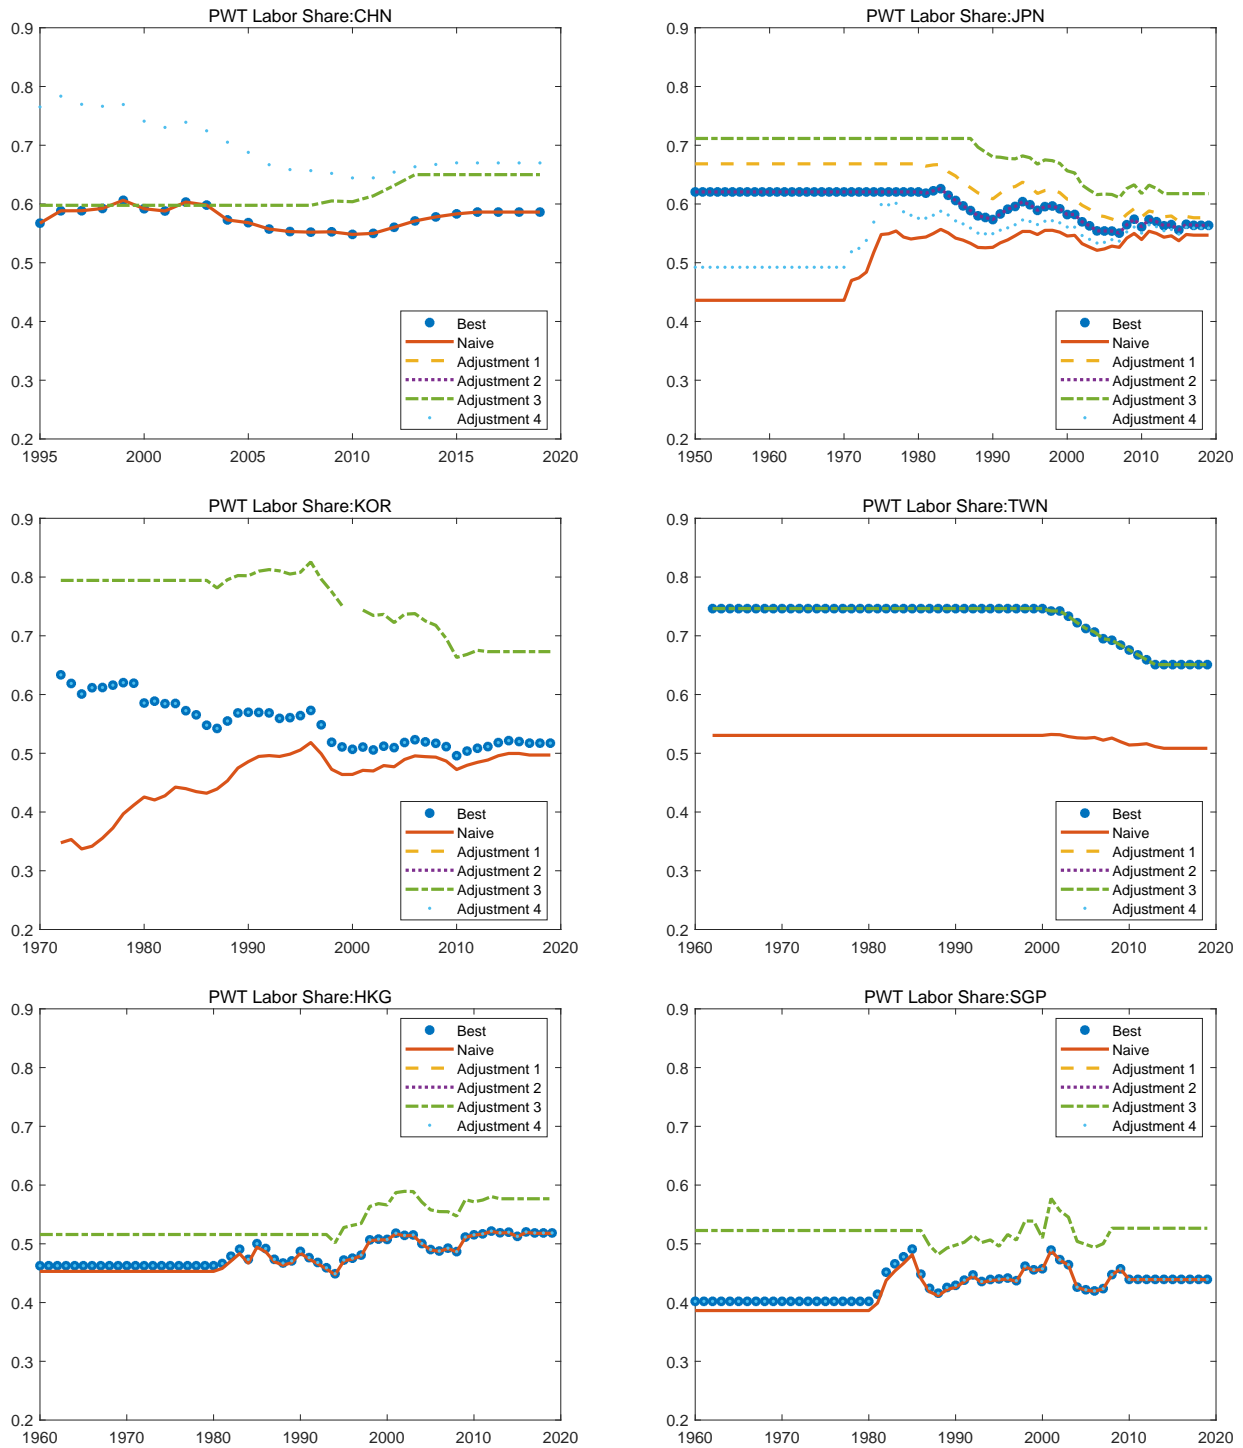 PWT Labor Share:CHN
0.9
0.8
0.7
0.6
0.5
0.4
0.3
0.2
1995 2000 2005 2010 2015 2020
Best
Naive
Adjustment 1
Adjustment 2
Adjustment 3
Adjustment 4
PWT Labor Share:JPN
0.9
0.8
0.7
0.6
0.5
0.4
0.3
0.2
1950 1960 1970 1980 1990 2000 2010 2020
Best
Naive
Adjustment 1
Adjustment 2
Adjustment 3
Adjustment 4
PWT Labor Share:KOR
0.9
0.8
0.7
0.6
0.5
0.4
0.3
0.2
1970 1980 1990 2000 2010 2020
Best
Naive
Adjustment 1
Adjustment 2
Adjustment 3
Adjustment 4
PWT Labor Share:TWN
0.9
0.8
0.7
0.6
0.5
0.4
0.3
0.2
1960 1970 1980 1990 2000 2010 2020
Best
Naive
Adjustment 1
Adjustment 2
Adjustment 3
Adjustment 4
PWT Labor Share:HKG
0.9
0.8
0.7
0.6
0.5
0.4
0.3
0.2
1960 1970 1980 1990 2000 2010 2020
Best
Naive
Adjustment 1
Adjustment 2
Adjustment 3
Adjustment 4
PWT Labor Share:SGP
0.9
0.8
0.7
0.6
0.5
0.4
0.3
0.2
1960 1970 1980 1990 2000 2010 2020
Best
Naive
Adjustment 1
Adjustment 2
Adjustment 3
Adjustment 4